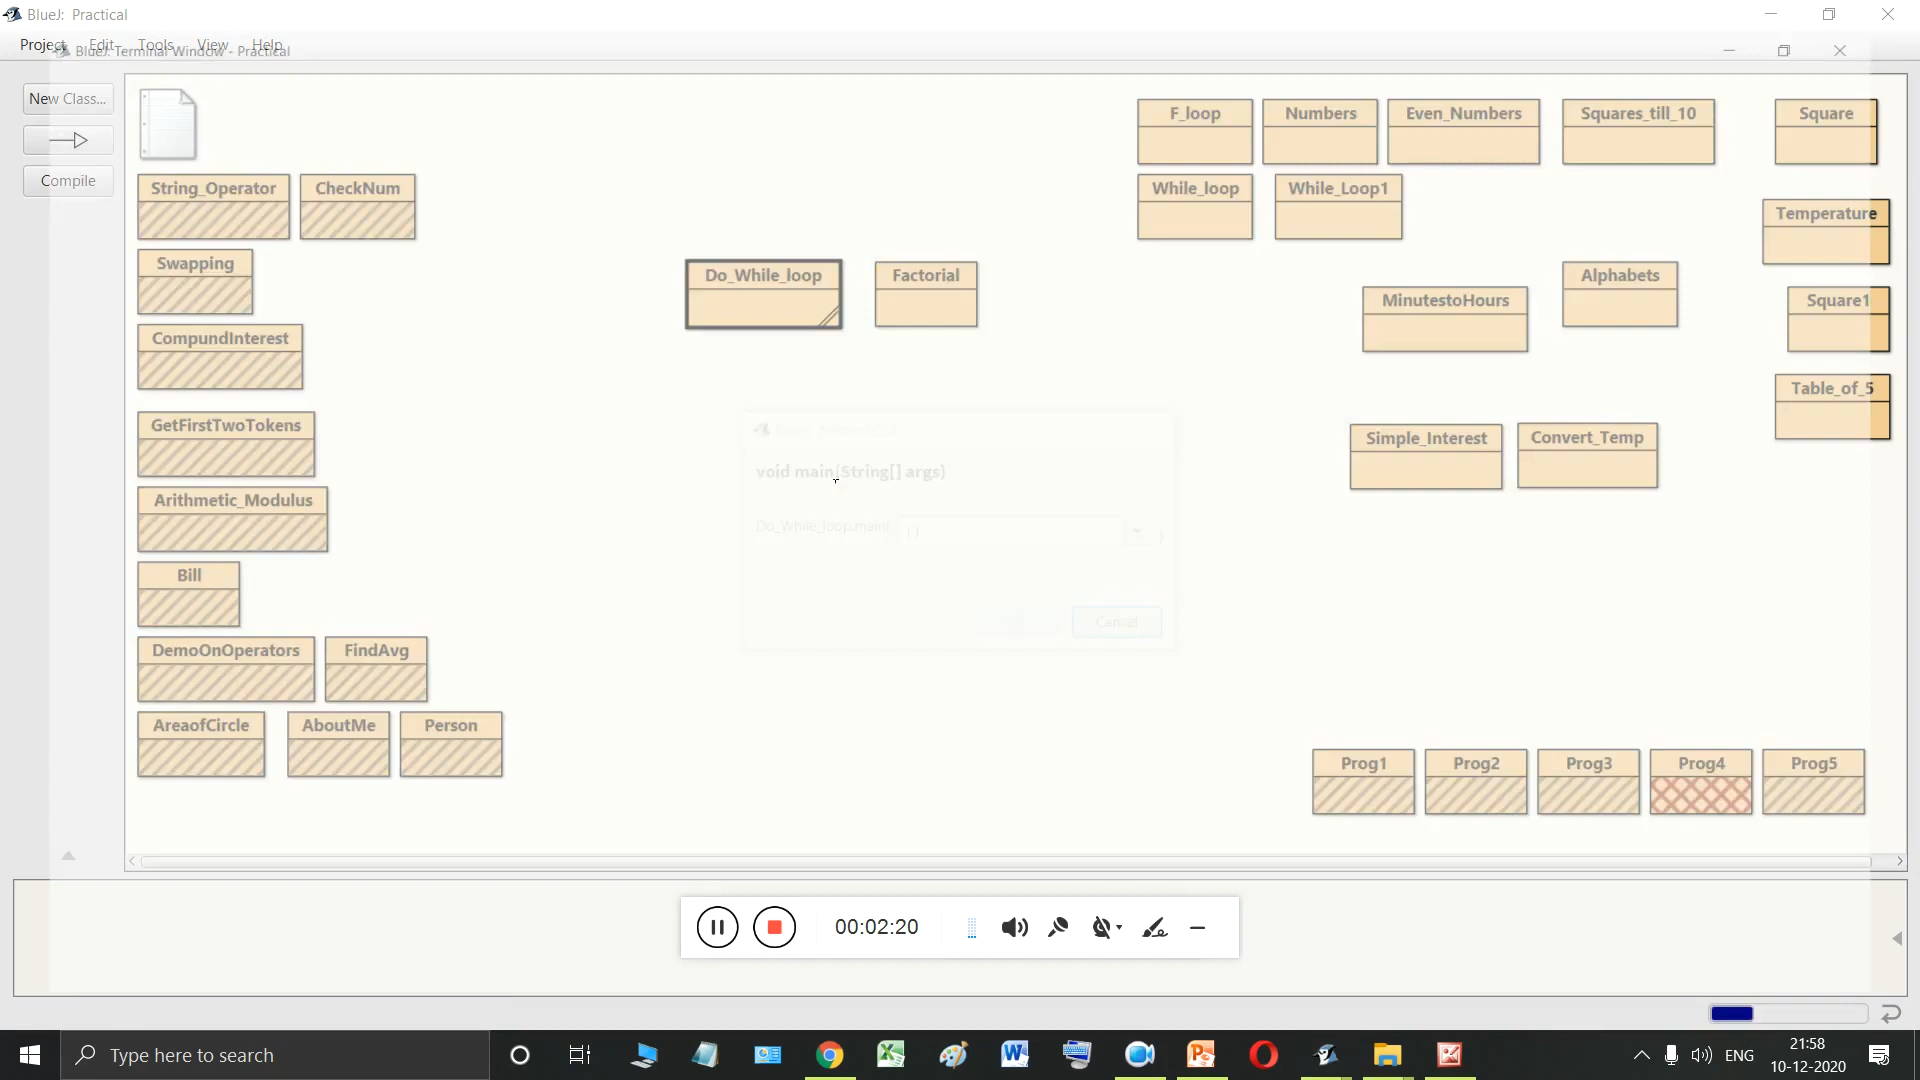 BlueJ: Practical
Project Edit Tools View Help
BlueJ: Terminal Window - Practical
New Class...
Compile
String_Operator
CheckNum
Swapping
CompundInterest
GetFirstTwoTokens
Arithmetic_Modulus
Bill
DemoOnOperators
FindAvg
AreaofCircle
AboutMe
Person
Do_While_loop
Factorial
F_loop
Numbers
Even_Numbers
Squares_till_10
Square
While_loop
While_Loop1
Temperature
MinutestoHours
Alphabets
Square1
Table_of_5
Simple_Interest
Convert_Temp
void main(String[] args)
Do_While_loop.main(
{ }
)
Cancel
Prog1
Prog2
Prog3
Prog4
Prog5
00:02:20
Type here to search
ENG
21:58
10-12-2020